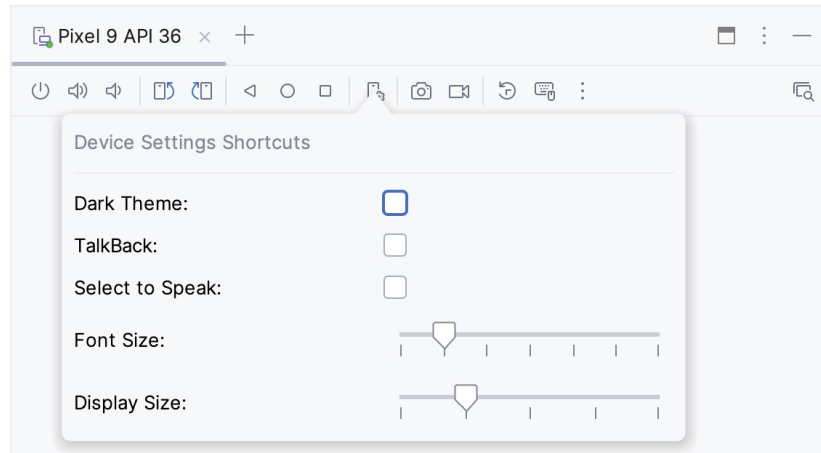 Pixel 9 API 36
Device Settings Shortcuts
Dark Theme:
TalkBack:
Select to Speak:
Font Size:
Display Size: